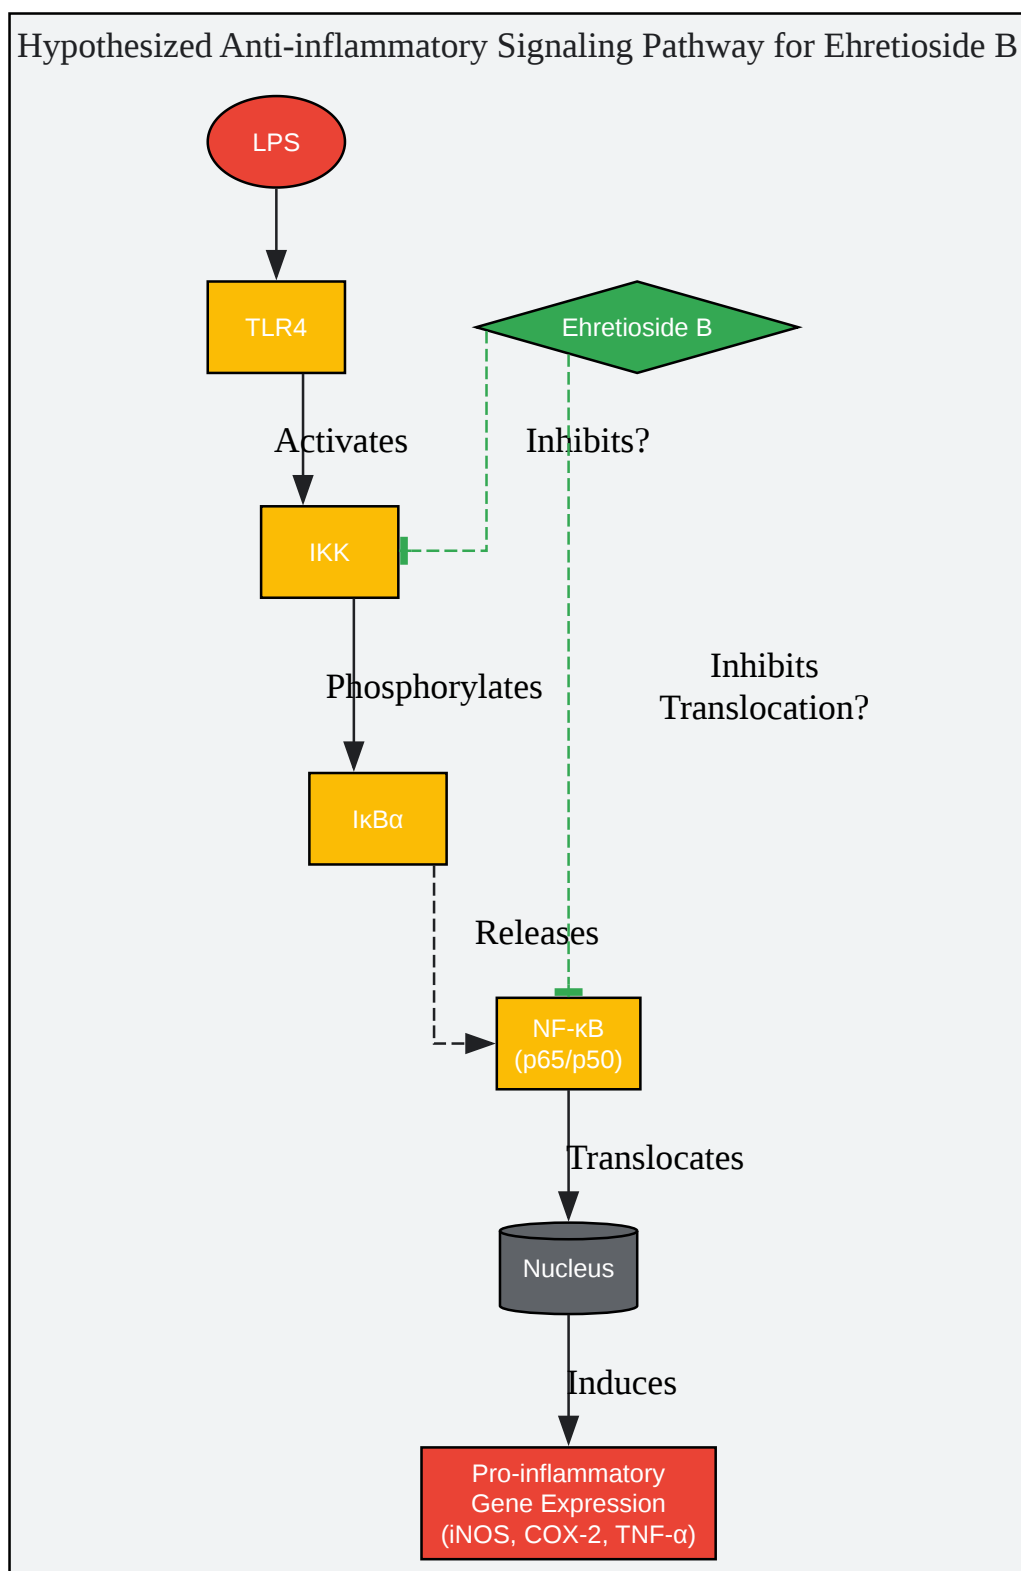 Hypothesized Anti-inflammatory Signaling Pathway for Ehretioside B
LPS
TLR4
Ehretioside B
Activates
Inhibits?
IKK
Inhibits
Translocation?
Phosphorylates
IκBα
Releases
NF-κB
(p65/p50)
Translocates
Nucleus
Induces
Pro-inflammatory
Gene Expression
(iNOS, COX-2, TNF-α)